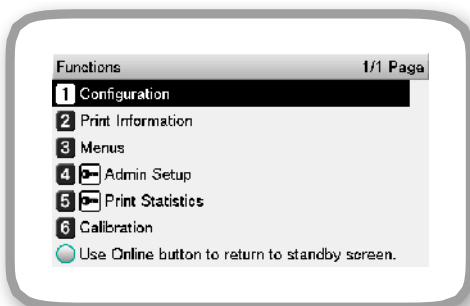 Functions 1/1 Page
1 Configuration
2 Print Information
3 Menus
4 Admin Setup
5 Print Statistics
6 Calibration
Use Online button to return to standby screen.